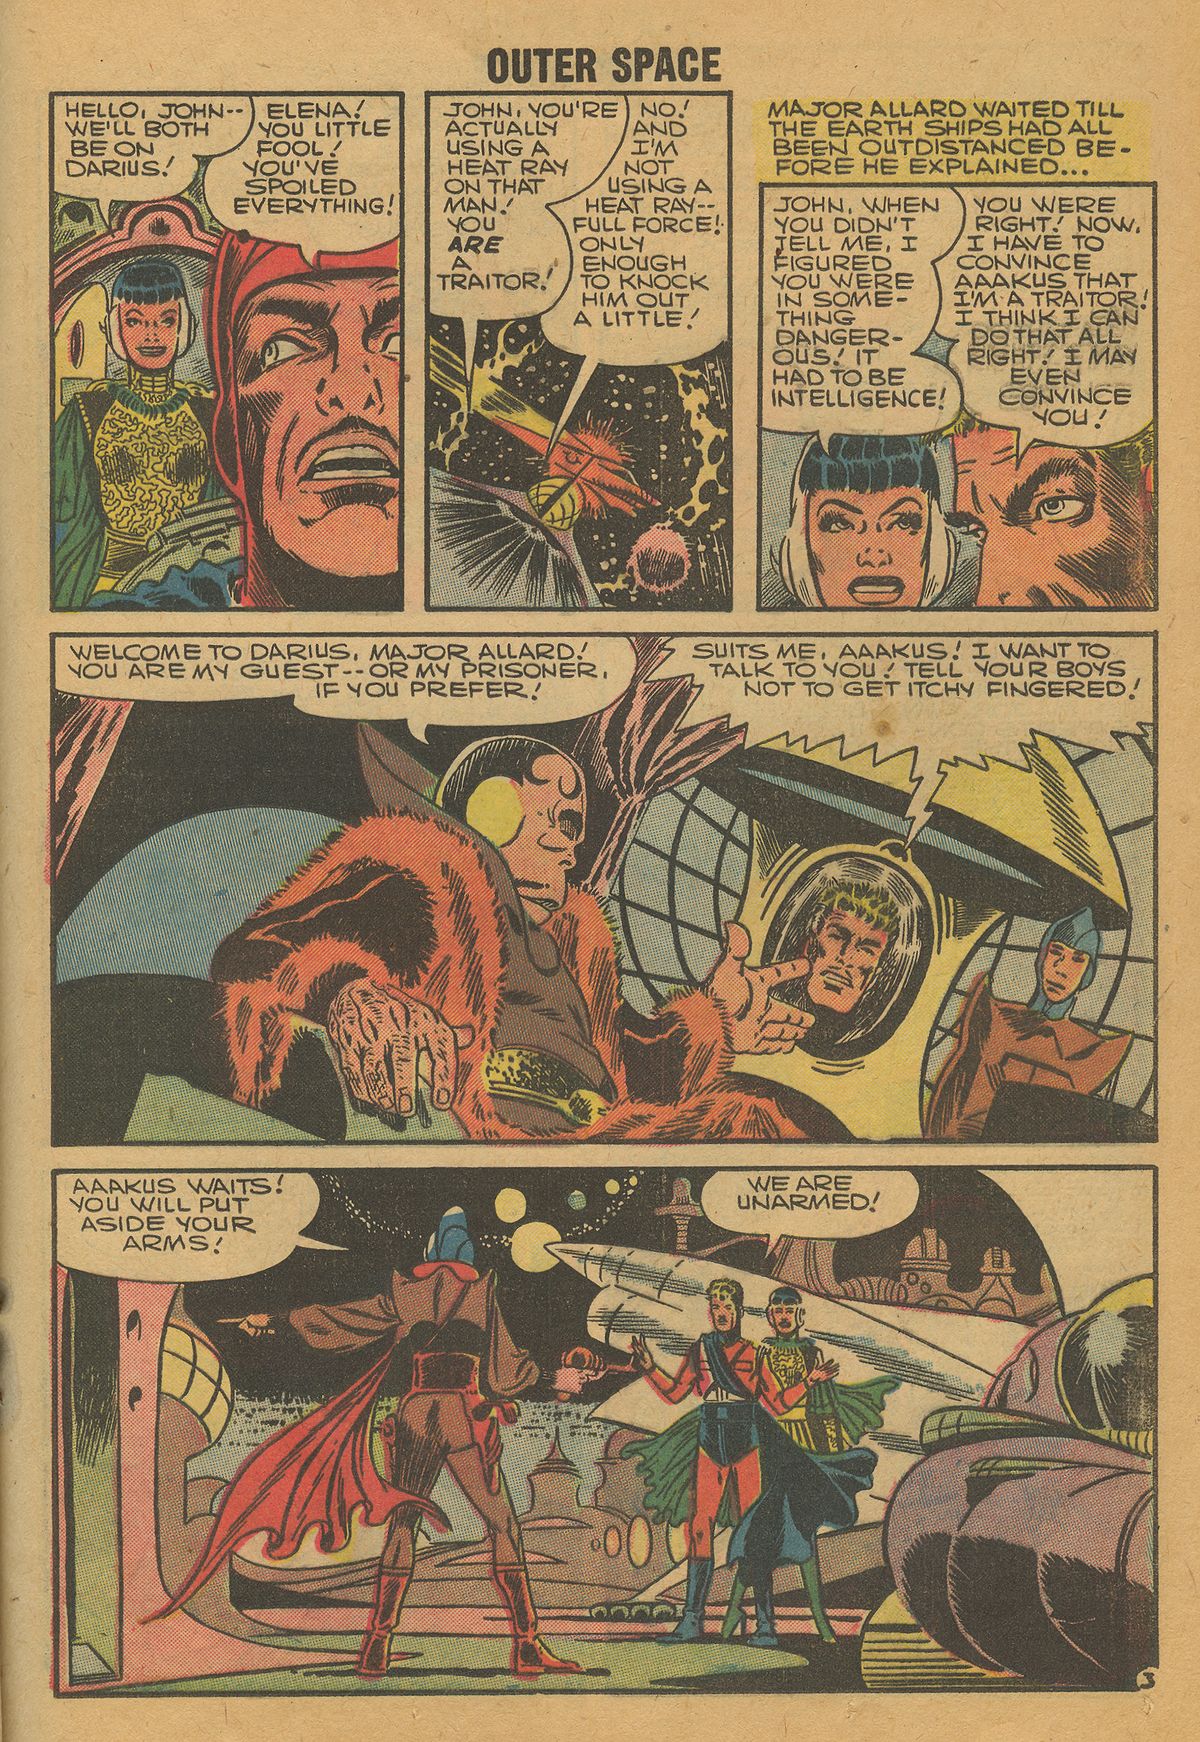 OUTER SPACE
HELLO, JOHN--
WE'LL BOTH
BE ON
DARIUS!
ELENA!
YOU LITTLE
FOOL!
YOU'VE
SPOILED
EVERYTHING!
JOHN, YOU'RE
ACTUALLY
USING A
HEAT RAY
ON THAT
MAN!
YOU
ARE
A
TRAITOR!
NO!
AND
I'M
NOT
USING A
HEAT RAY--
FULL FORCE!
ONLY
ENOUGH
TO KNOCK
HIM OUT
A LITTLE!
MAJOR ALLARD WAITED TILL
THE EARTH SHIPS HAD ALL
BEEN OUTDISTANCED BE-
FORE HE EXPLAINED...
JOHN, WHEN
YOU DIDN'T
TELL ME, I
FIGURED
YOU WERE
IN SOME-
THING
DANGER-
OUS! IT
HAD TO BE
INTELLIGENCE!
YOU WERE
RIGHT! NOW,
I HAVE TO
CONVINCE
AAAKUS THAT
I'M A TRAITOR!
I THINK I CAN
DO THAT ALL
RIGHT! I MAY
EVEN
CONVINCE
YOU!
WELCOME TO DARIUS, MAJOR ALLARD!
YOU ARE MY GUEST--OR MY PRISONER,
IF YOU PREFER!
SUITS ME, AAAKUS! I WANT TO
TALK TO YOU! TELL YOUR BOYS
NOT TO GET ITCHY FINGERED!
AAAKUS WAITS!
YOU WILL PUT
ASIDE YOUR
ARMS!
WE ARE
UNARMED!
3